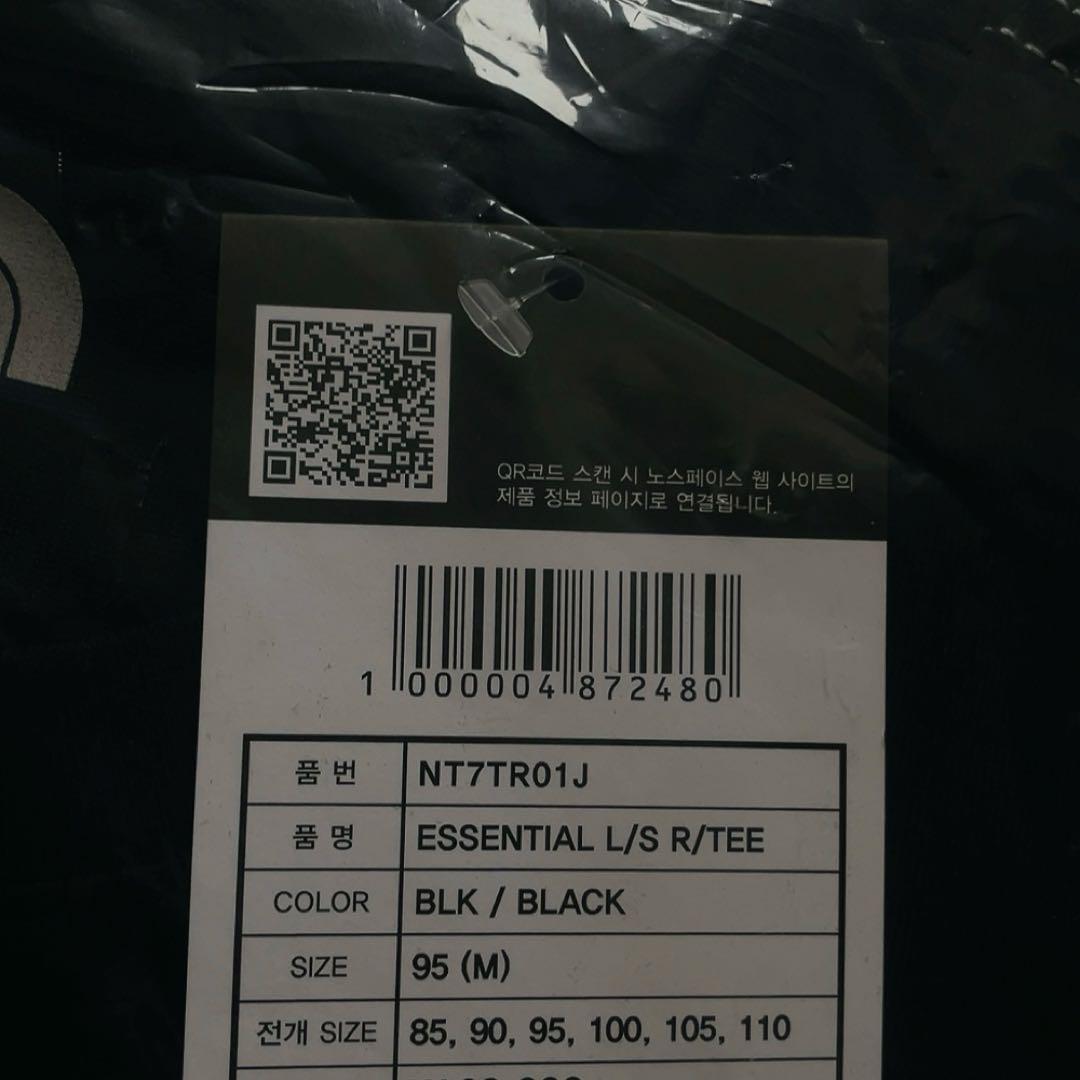 QR코드 스캔 시 노스페이스 웹 사이트의
제품 정보 페이지로 연결됩니다.
1 000004 872480
품 번 NT7TR01J
품 명 ESSENTIAL L/S R/TEE
COLOR BLK / BLACK
SIZE 95 (M)
전개 SIZE 85, 90, 95, 100, 105, 110